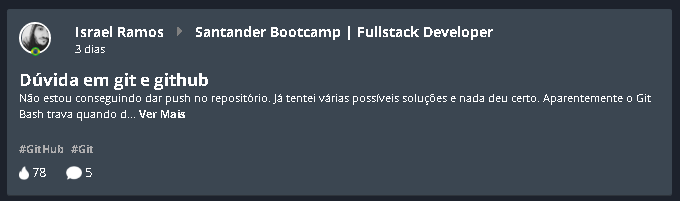 Israel Ramos Santander Bootcamp | Fullstack Developer
3 dias
Dúvida em git e github
Não estou conseguindo dar push no repositório. Já tentei várias possíveis soluções e nada deu certo. Aparentemente o Git
Bash trava quando d... Ver Mais
#GitHub #Git
78 5